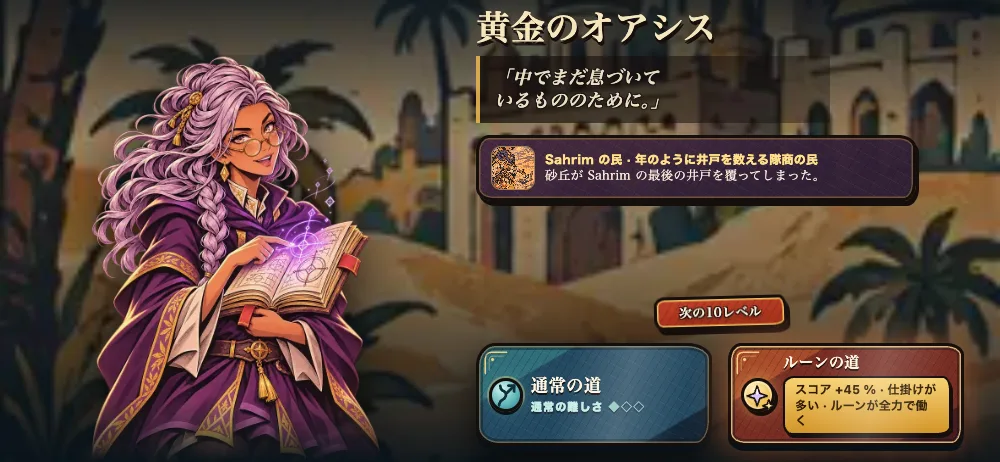 黄金のオアシス
「中でまだ息づいて
いるもののために。」
Sahrim の民 · 年のように井戸を数える隊商の民
砂丘が Sahrim の最後の井戸を覆ってしまった。
次の10レベル
通常の道
通常の難しさ ◆◇◇
ルーンの道
スコア +45 % · 仕掛けが
多い · ルーンが全力で働
く